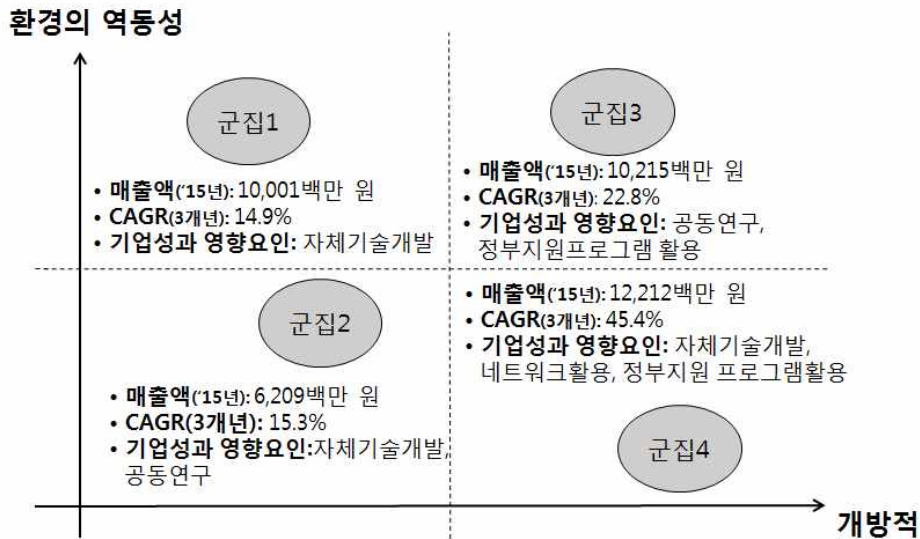 환경의 역동성
군집1
• 매출액('15년): 10,001백만 원
• CAGR(3개년): 14.9%
• 기업성과 영향요인: 자체기술개발
군집3
• 매출액('15년): 10,215백만 원
• CAGR(3개년): 22.8%
• 기업성과 영향요인: 공동연구,
정부지원프로그램 활용
군집2
• 매출액('15년): 6,209백만 원
• CAGR(3개년): 15.3%
• 기업성과 영향요인:자체기술개발,
공동연구
• 매출액('15년): 12,212백만 원
• CAGR(3개년): 45.4%
• 기업성과 영향요인: 자체기술개발,
네트워크활용, 정부지원 프로그램활용
군집4
개방적